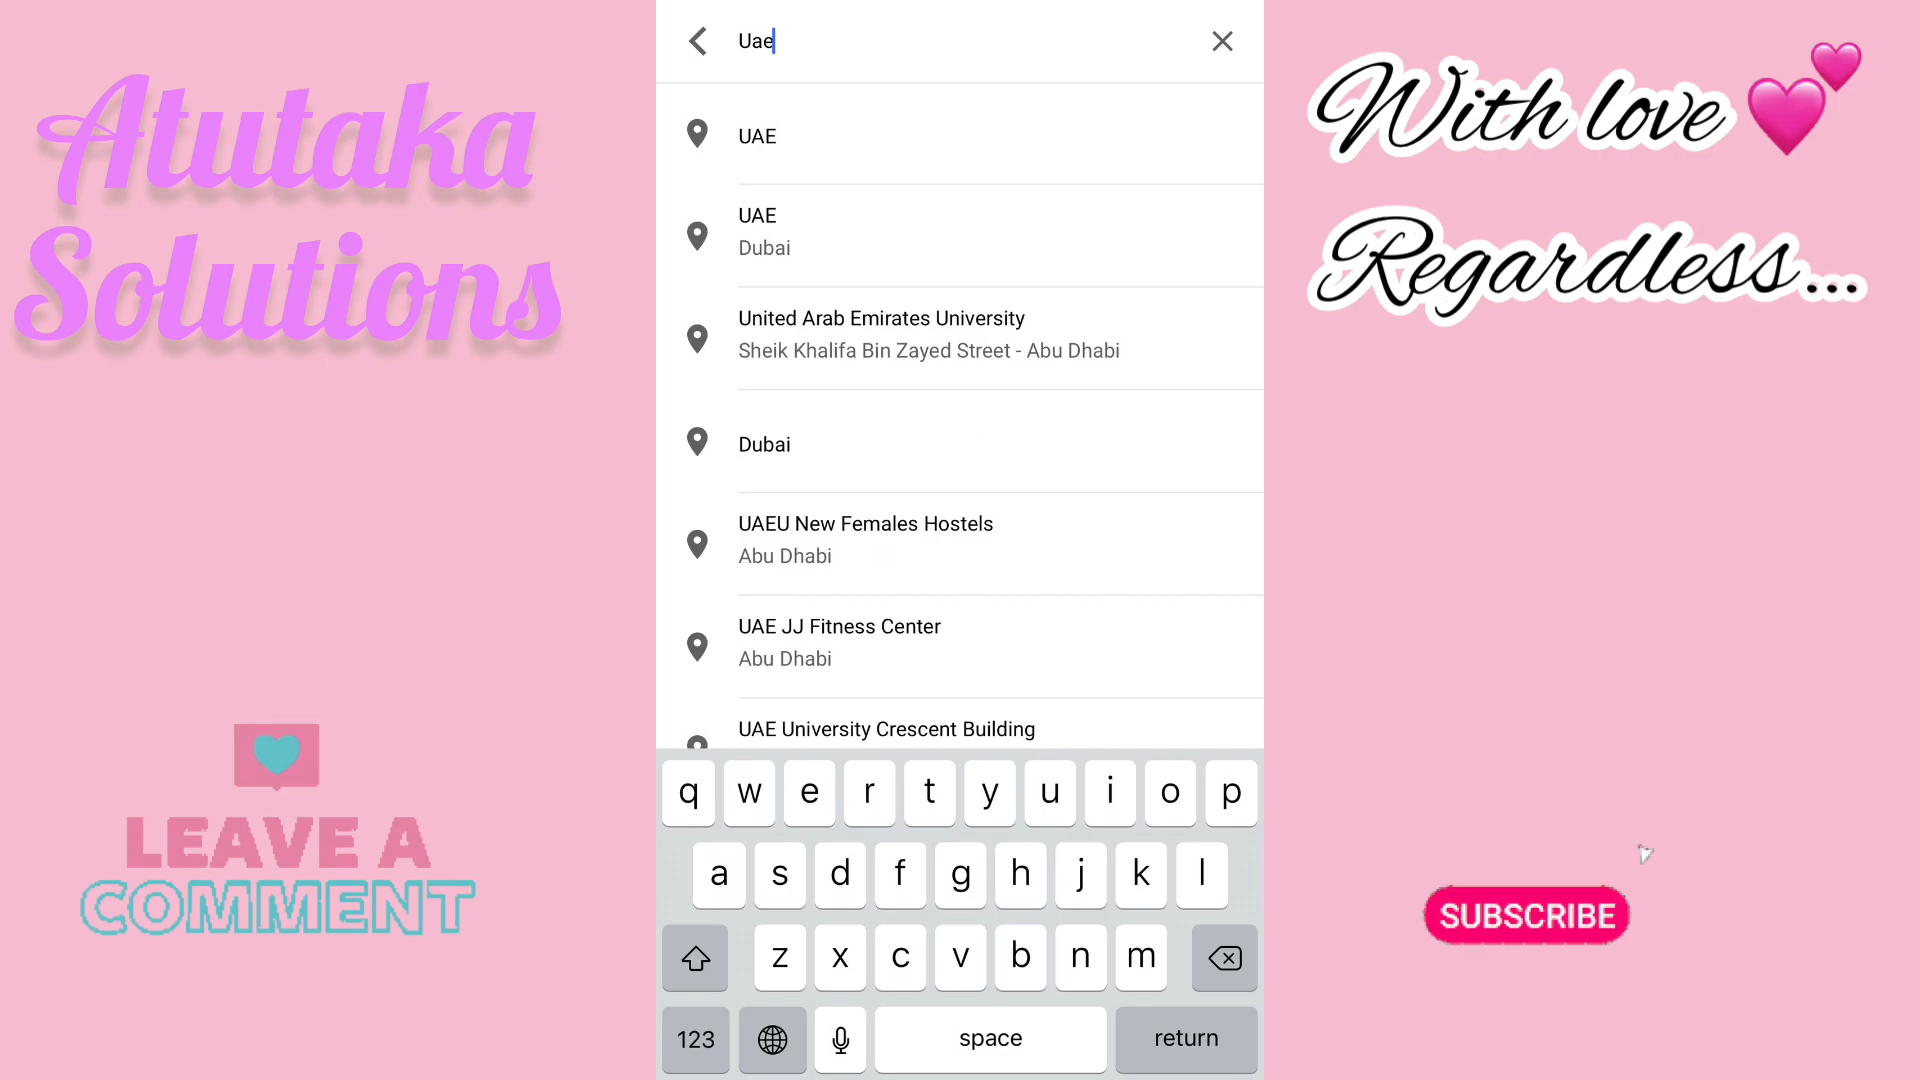 Atutaka
Solutions
LEAVE A
COMMENT
Uae
UAE
UAE
Dubai
United Arab Emirates University
Sheik Khalifa Bin Zayed Street - Abu Dhabi
Dubai
UAEU New Females Hostels
Abu Dhabi
UAE JJ Fitness Center
Abu Dhabi
UAE University Crescent Building
q w e r t y u i o p
a s d f g h j k l
z x c v b n m
123 space return
With love
Regardless...
SUBSCRIBE